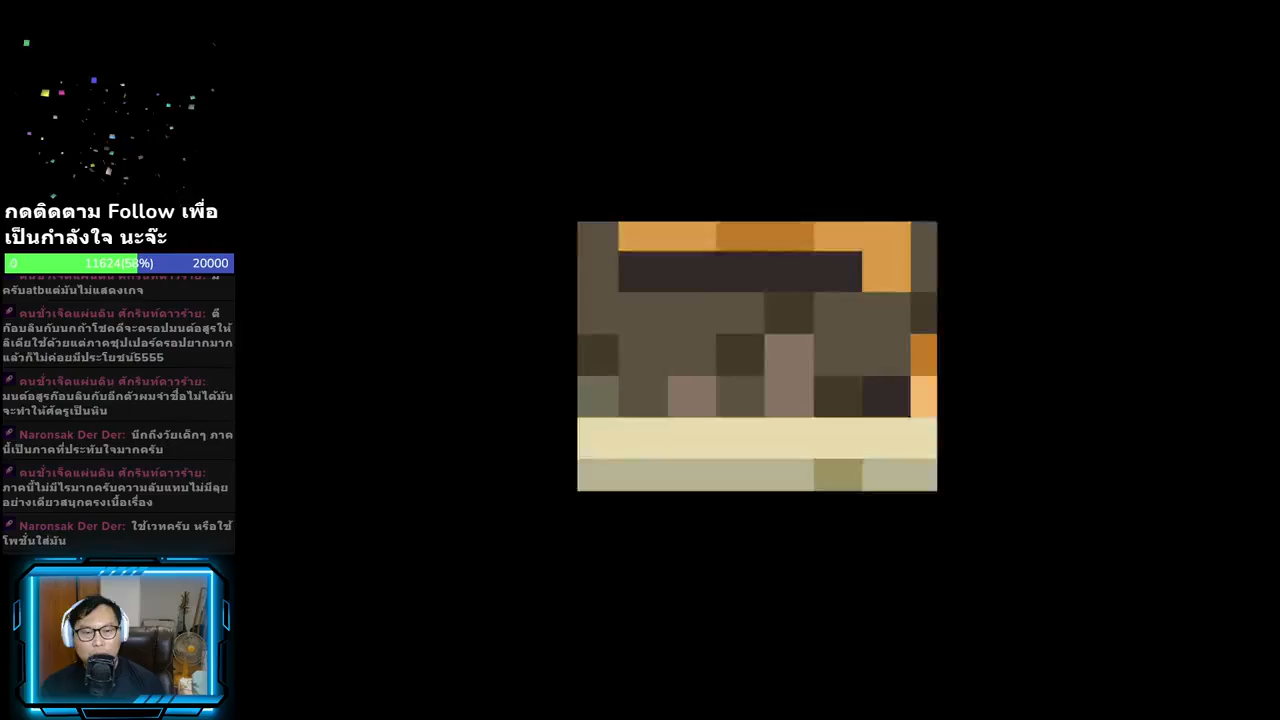 กดติดตาม Follow เพื่อ
เป็นกำลังใจ นะจ๊ะ
0 11624(58%) 20000
ครับatbแต่มันไม่แสดงเกจ
คนชั่วเจ็ดแผ่นดิน ศักรินท์ดาวร้าย: ตี
ก๊อบลินกับนกถ้าโชคดีจะดรอปมนต์อสูรให้
ลิเดียใช้ด้วยแต่ภาคซุปเปอร์ดรอปยากมาก
แล้วก็ไม่ค่อยมีประโยชน์5555
คนชั่วเจ็ดแผ่นดิน ศักรินท์ดาวร้าย:
มนต์อสูรก๊อบลินกับอีกตัวผมจำชื่อไม่ได้มัน
จะทำให้ศัตรูเป็นหิน
Naronsak Der Der: นึกถึงวัยเด็กๆ ภาค
นี้เป็นภาคที่ประทับใจมากครับ
คนชั่วเจ็ดแผ่นดิน ศักรินท์ดาวร้าย:
ภาคนี้ไม่มีไรมากครับความลับแทบไม่มีลุย
อย่างเดียวสนุกตรงเนื้อเรื่อง
Naronsak Der Der: ใช้เวทครับ หรือใช้
โพชั่นใส่มัน